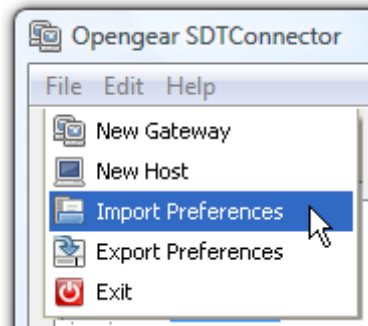 Opengear SDTConnector
File Edit Help
New Gateway
New Host
Import Preferences
Export Preferences
Exit